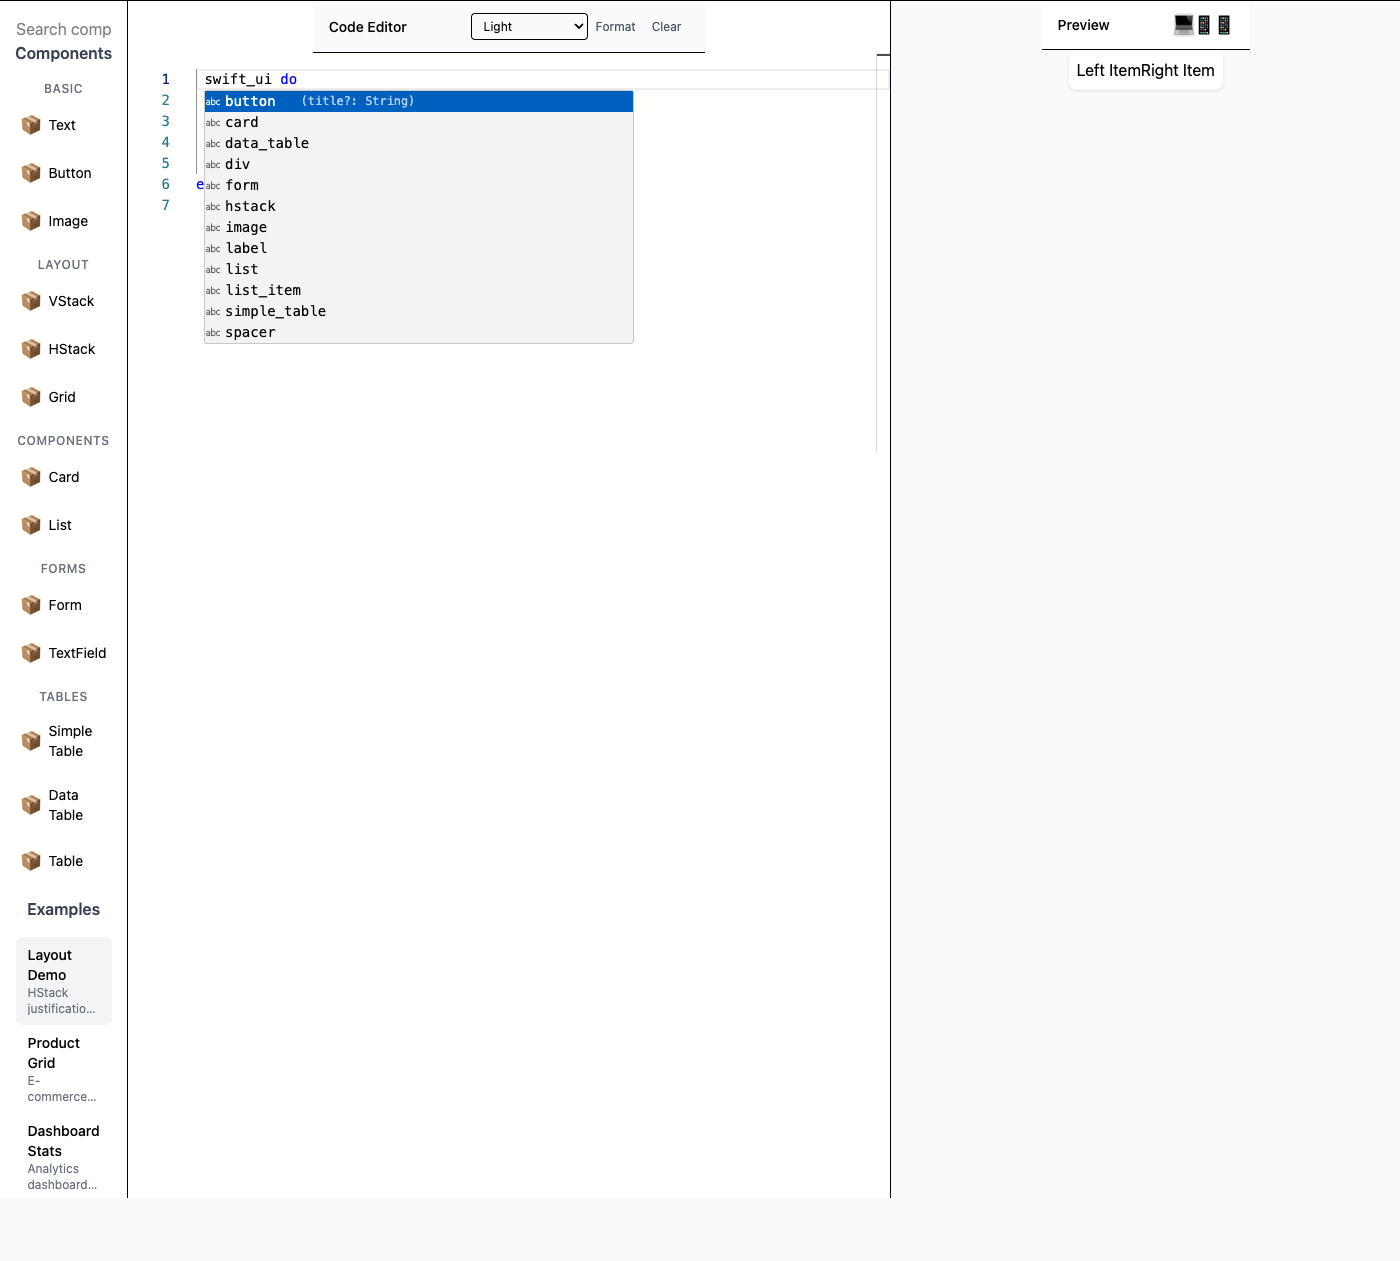 Search comp
Components
BASIC
Text
Button
Image
LAYOUT
VStack
HStack
Grid
COMPONENTS
Card
List
FORMS
Form
TextField
TABLES
Simple
Table
Data
Table
Table
Examples
Layout
Demo
HStack
justificatio...
Product
Grid
E-
commerce...
Dashboard
Stats
Analytics
dashboard...
Code Editor
Light
Format
Clear
1 swift_ui do
2
3
4
5
6 e
7
abc button (title?: String)
abc card
abc data_table
abc div
abc form
abc hstack
abc image
abc label
abc list
abc list_item
abc simple_table
abc spacer
Preview
Left ItemRight Item